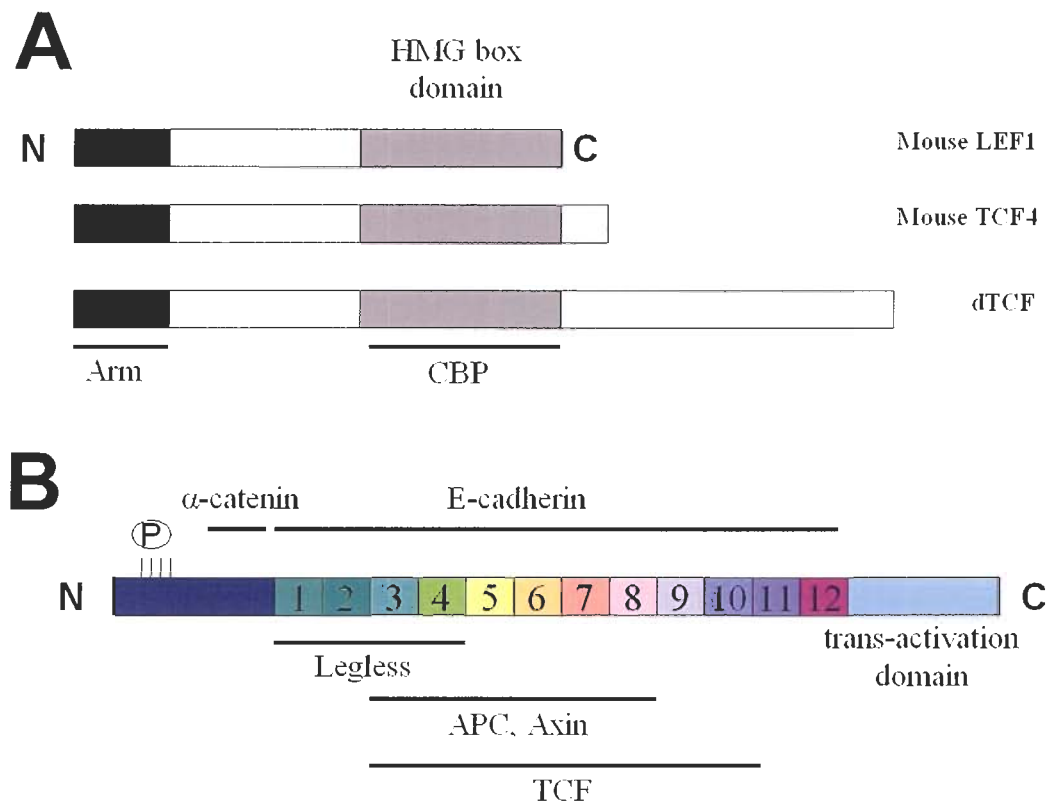 A
HMG box
domain
N
C
Mouse LEF1
Mouse TCF4
dTCF
Arm
CBP
B
α-catenin
E-cadherin
P
N
1 2 3 4 5 6 7 8 9 10 11 12
C
trans-activation
domain
Legless
APC, Axin
TCF